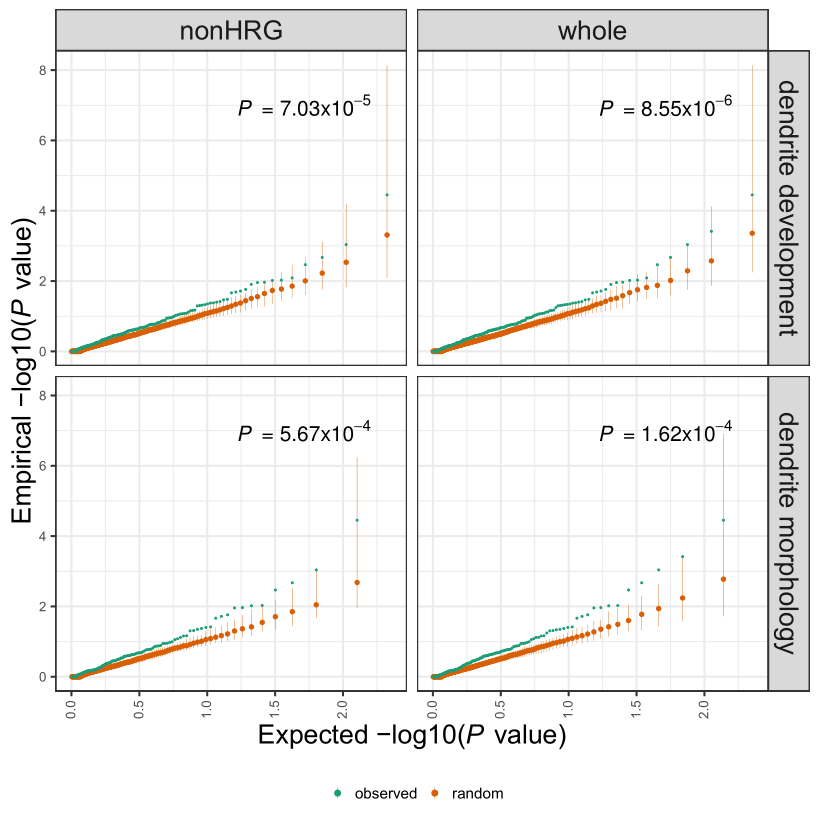 nonHRG
whole
P = 7.03x10⁻⁵
P = 8.55x10⁻⁶
dendrite development
8
6
4
2
0
P = 5.67x10⁻⁴
P = 1.62x10⁻⁴
dendrite morphology
8
6
4
2
0
Empirical −log10(P value)
0.0 0.5 1.0 1.5 2.0
0.0 0.5 1.0 1.5 2.0
Expected −log10(P value)
observed random